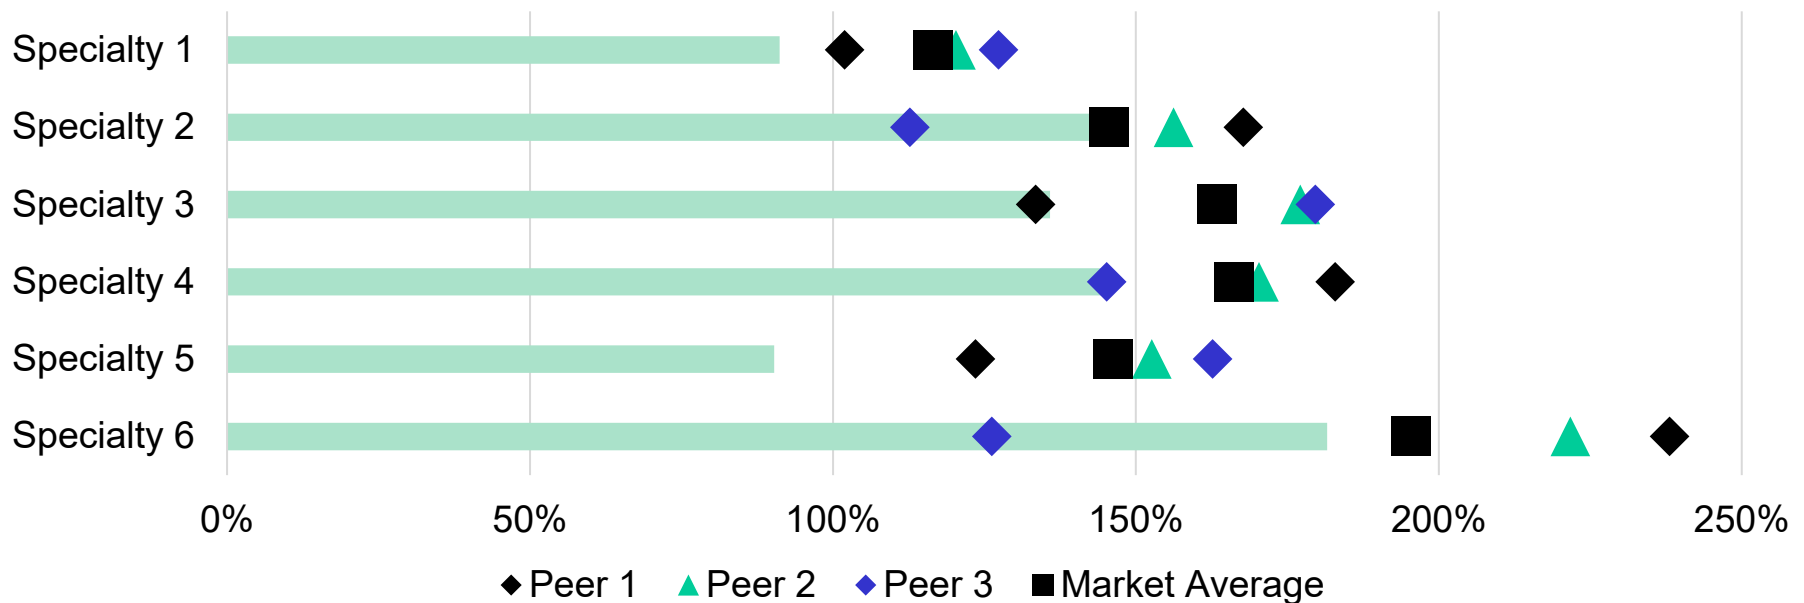 Specialty 1
Specialty 2
Specialty 3
Specialty 4
Specialty 5
Specialty 6
0% 50% 100% 150% 200% 250%
Peer 1 Peer 2 Peer 3 Market Average